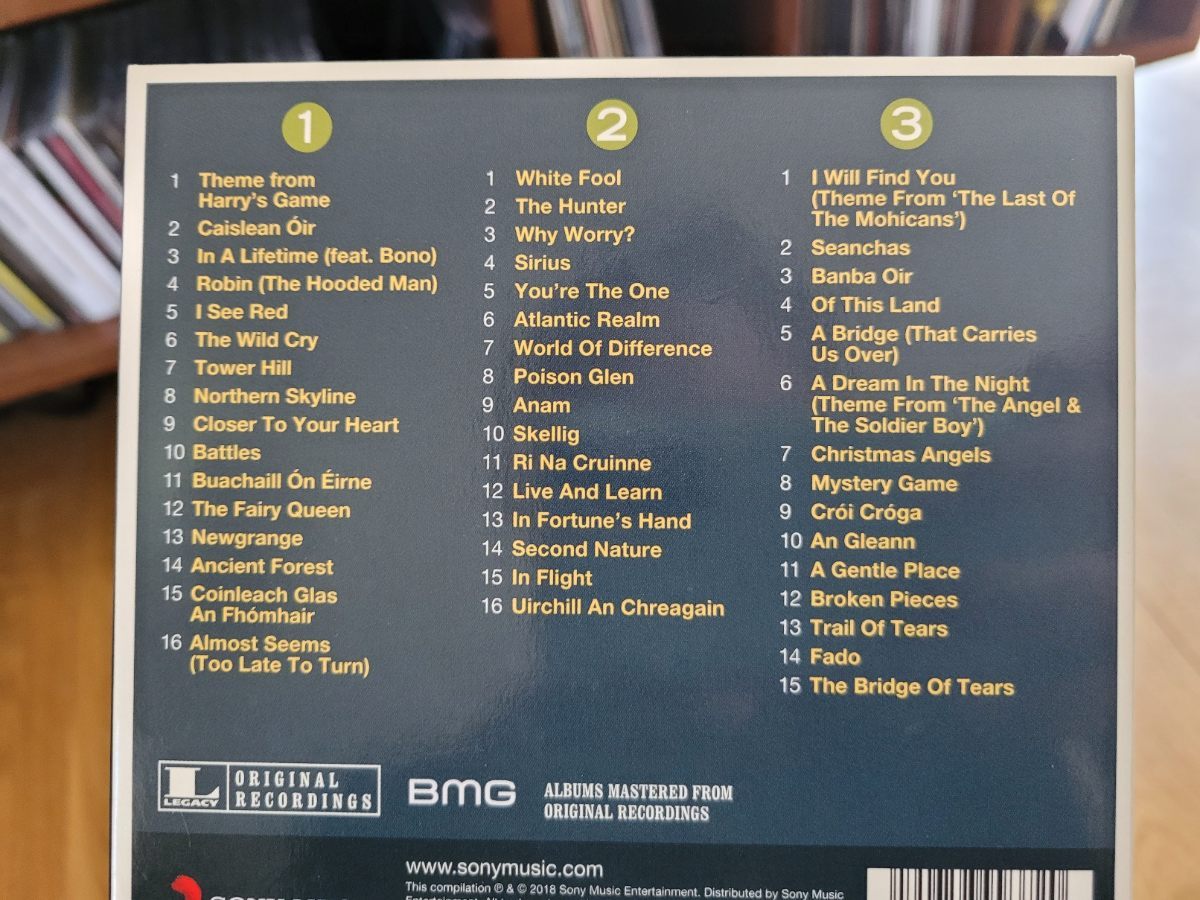 1
1 Theme from
Harry's Game
2 Caislean Óir
3 In A Lifetime (feat. Bono)
4 Robin (The Hooded Man)
5 I See Red
6 The Wild Cry
7 Tower Hill
8 Northern Skyline
9 Closer To Your Heart
10 Battles
11 Buachaill Ón Éirne
12 The Fairy Queen
13 Newgrange
14 Ancient Forest
15 Coinleach Glas
An Fhómhair
16 Almost Seems
(Too Late To Turn)
2
1 White Fool
2 The Hunter
3 Why Worry?
4 Sirius
5 You're The One
6 Atlantic Realm
7 World Of Difference
8 Poison Glen
9 Anam
10 Skellig
11 Ri Na Cruinne
12 Live And Learn
13 In Fortune's Hand
14 Second Nature
15 In Flight
16 Uirchill An Chreagain
3
1 I Will Find You
(Theme From 'The Last Of
The Mohicans')
2 Seanchas
3 Banba Oir
4 Of This Land
5 A Bridge (That Carries
Us Over)
6 A Dream In The Night
(Theme From 'The Angel &
The Soldier Boy')
7 Christmas Angels
8 Mystery Game
9 Crói Cróga
10 An Gleann
11 A Gentle Place
12 Broken Pieces
13 Trail Of Tears
14 Fado
15 The Bridge Of Tears
L
LEGACY
ORIGINAL
RECORDINGS
BMG
ALBUMS MASTERED FROM
ORIGINAL RECORDINGS
www.sonymusic.com
This compilation ℗ & © 2018 Sony Music Entertainment. Distributed by Sony Music